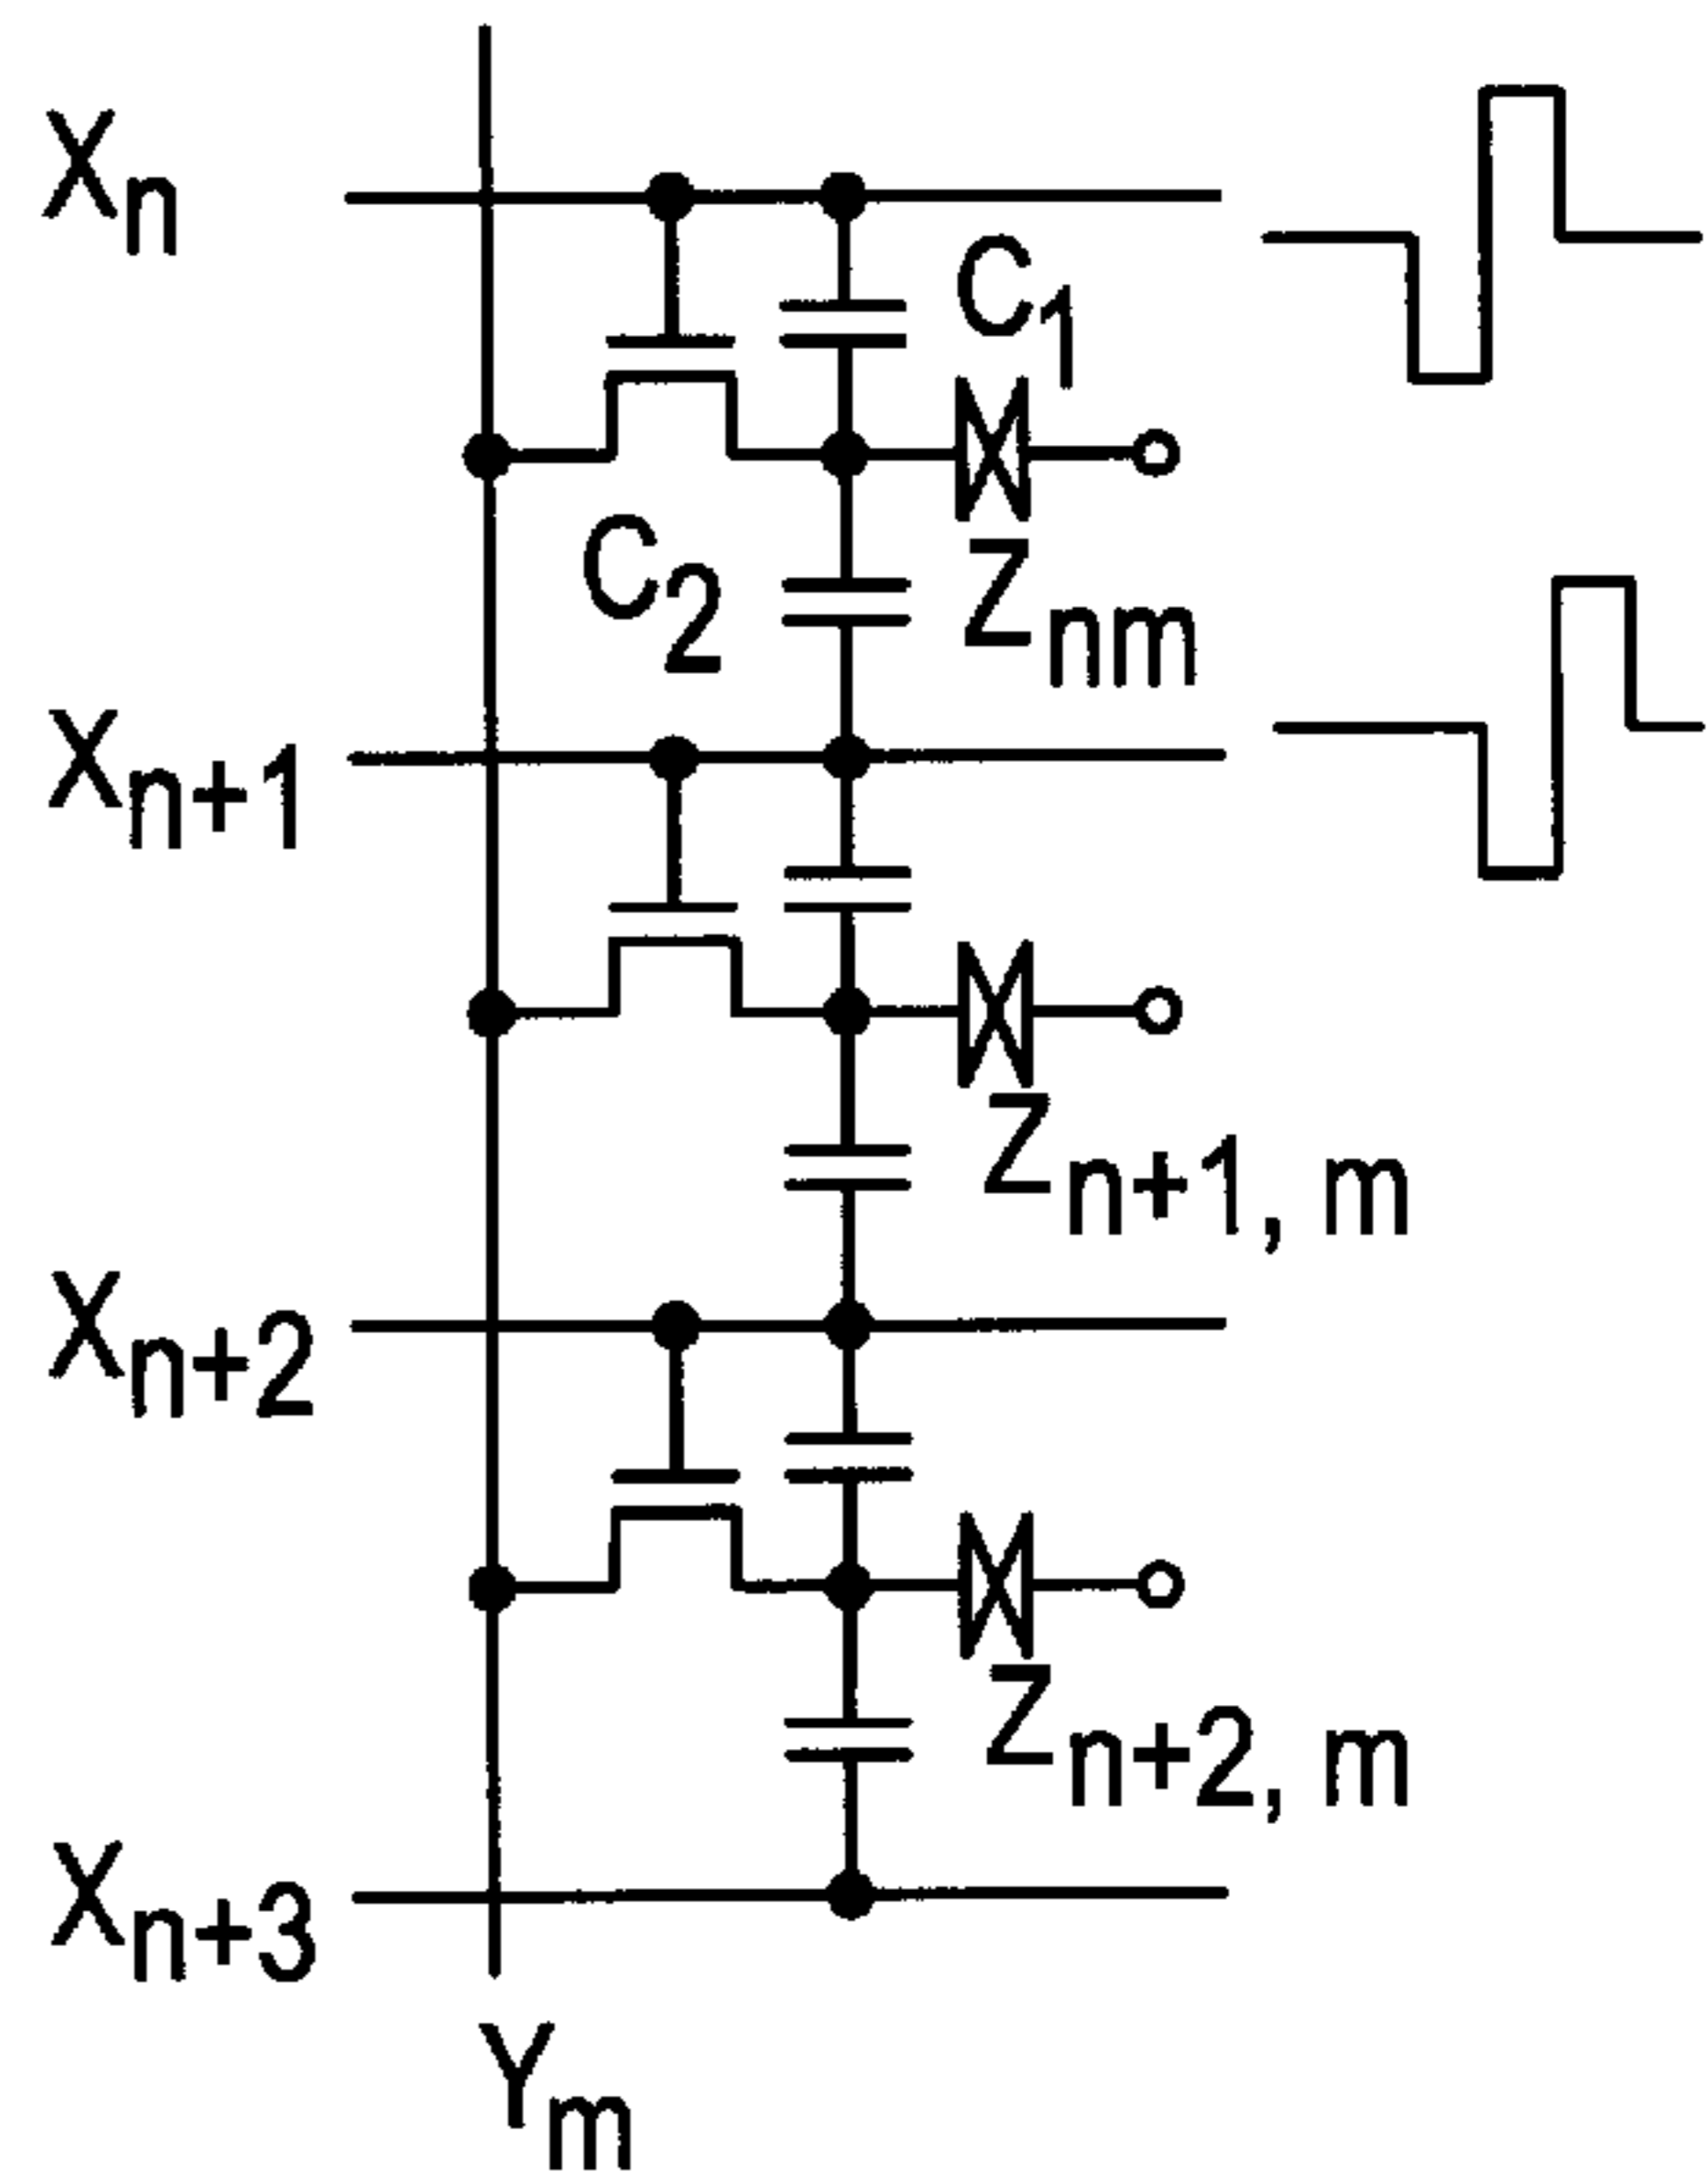 Xn
C1
C2
Znm
Xn+1
Zn+1, m
Xn+2
Zn+2, m
Xn+3
Ym